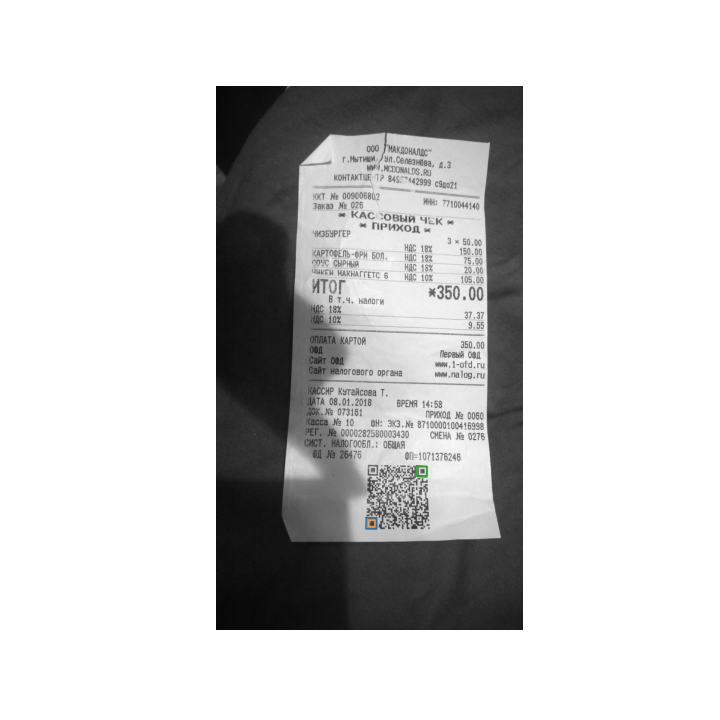 ООО "МАКДОНАЛДС"
г.Мытищи, ул.Селезнёва, д.3
WWW.MCDONALDS.RU
КОНТАКТЦЕНТР 84957442999 с9до21
ККТ № 009006802 ИНН: 7710044140
Заказ № 026
* КАССОВЫЙ ЧЕК *
* ПРИХОД *
ЧИЗБУРГЕР 3 × 50.00
НДС 18% 150.00
КАРТОФЕЛЬ-ФРИ БОЛ. НДС 18% 75.00
СОУС СЫРНЫЙ НДС 18% 20.00
ЧИКЕН МАКНАГГЕТС 6 НДС 10% 105.00
ИТОГ *350.00
В т.ч. налоги
НДС 18% 37.37
НДС 10% 9.55
ОПЛАТА КАРТОЙ 350.00
ОФД Первый ОФД
Сайт ОФД www.1-ofd.ru
Сайт налогового органа www.nalog.ru
КАССИР Кутайсова Т.
ДАТА 08.01.2018 ВРЕМЯ 14:58
ДОК.№ 073161 ПРИХОД № 0060
Касса № 10 ФН: ЭКЗ.№ 8710000100416998
РЕГ. № 0000282580003430 СМЕНА № 0276
СИСТ. НАЛОГООБЛ.: ОБЩАЯ
ФД № 26476 ФП=1071376246